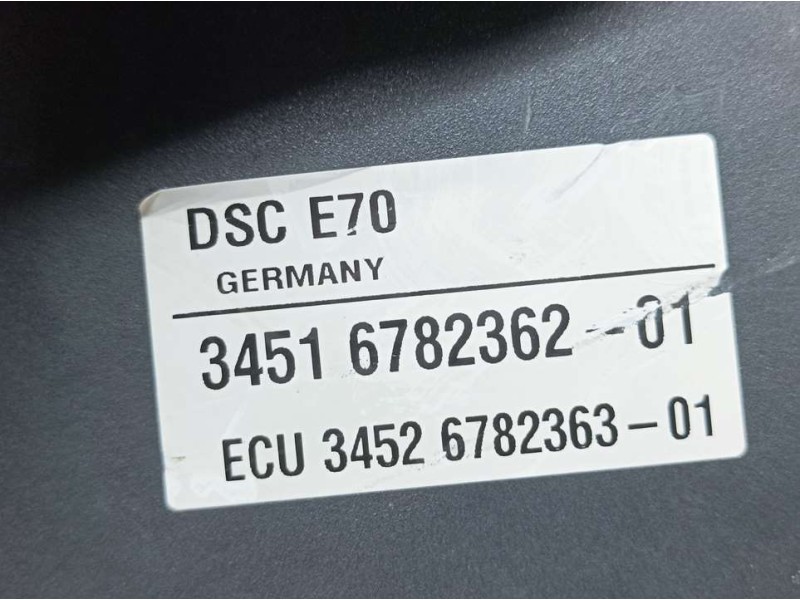 DSC E70
GERMANY
3451 6782362-01
ECU 3452 6782363-01